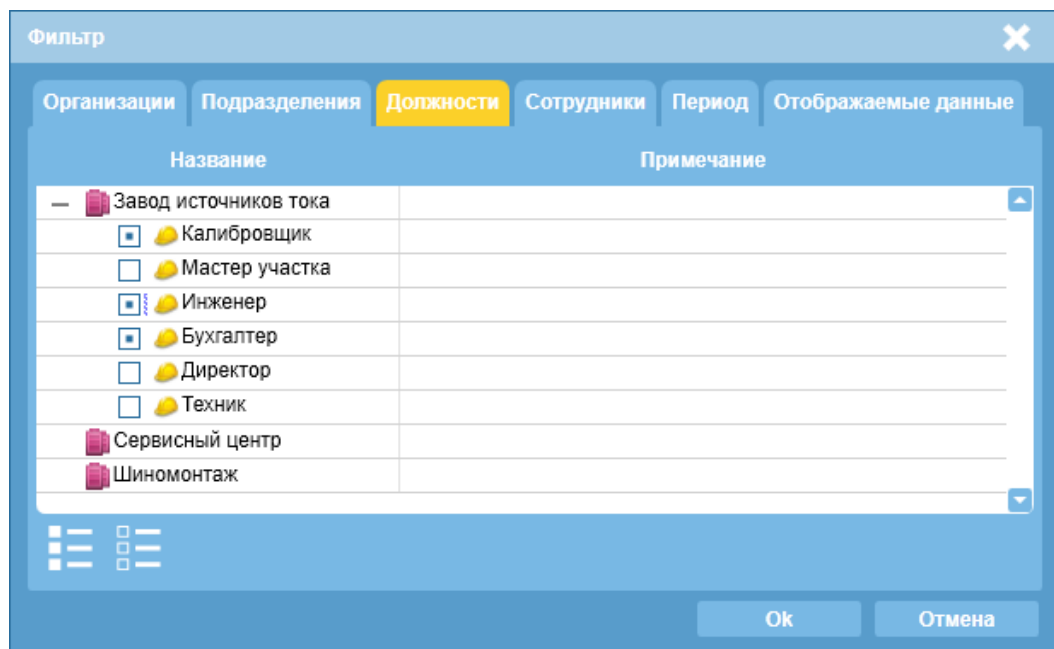 Фильтр
Организации Подразделения Должности Сотрудники Период Отображаемые данные
Название Примечание
Завод источников тока
Калибровщик
Мастер участка
Инженер
Бухгалтер
Директор
Техник
Сервисный центр
Шиномонтаж
Ok Отмена